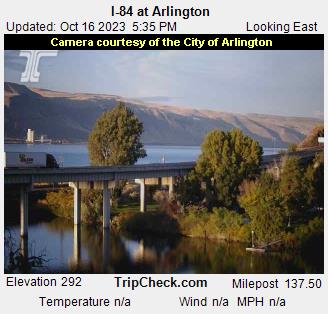 I-84 at Arlington
Updated: Oct 16 2023 5:35 PM Looking East
Camera courtesy of the City of Arlington
Elevation 292 TripCheck.com Milepost 137.50
Temperature n/a Wind n/a MPH n/a